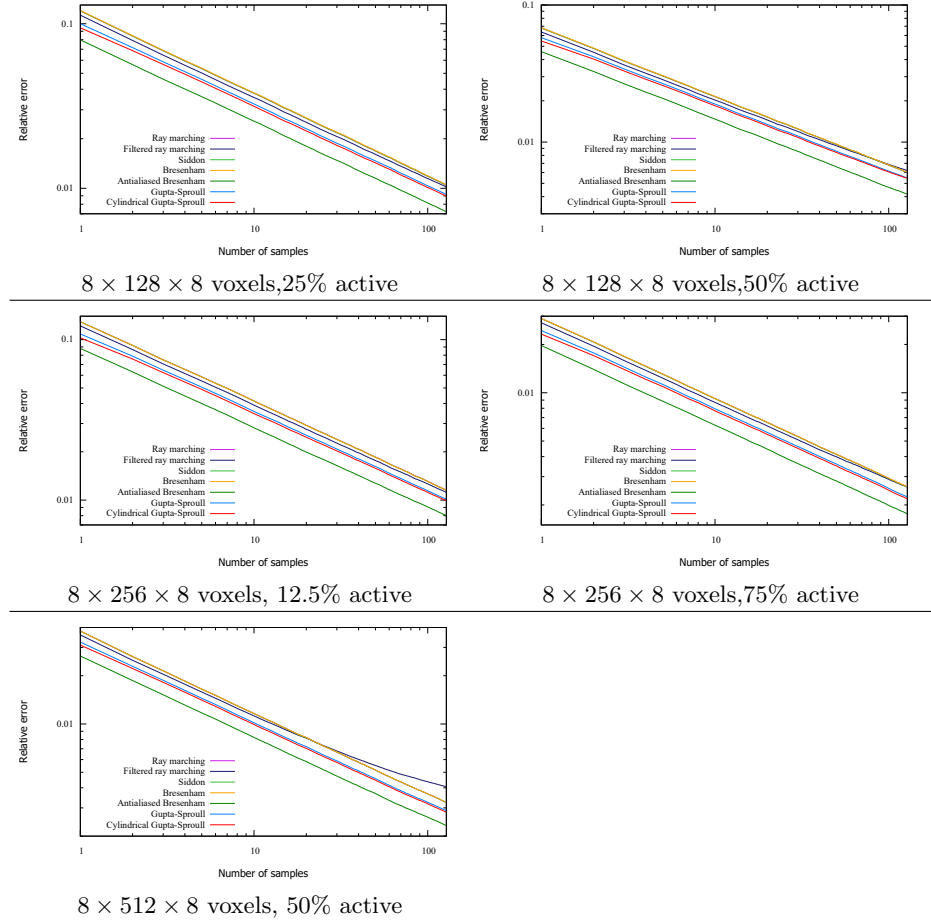 0.1
0.01
Relative error
Ray marching
Filtered ray marching
Siddon
Bresenham
Antialiased Bresenham
Gupta-Sproull
Cylindrical Gupta-Sproull
1 10 100
Number of samples
8 × 128 × 8 voxels,25% active
0.1
0.01
Relative error
Ray marching
Filtered ray marching
Siddon
Bresenham
Antialiased Bresenham
Gupta-Sproull
Cylindrical Gupta-Sproull
1 10 100
Number of samples
8 × 128 × 8 voxels,50% active
0.1
0.01
Relative error
Ray marching
Filtered ray marching
Siddon
Bresenham
Antialiased Bresenham
Gupta-Sproull
Cylindrical Gupta-Sproull
1 10 100
Number of samples
8 × 256 × 8 voxels, 12.5% active
0.01
Relative error
Ray marching
Filtered ray marching
Siddon
Bresenham
Antialiased Bresenham
Gupta-Sproull
Cylindrical Gupta-Sproull
1 10 100
Number of samples
8 × 256 × 8 voxels,75% active
0.01
Relative error
Ray marching
Filtered ray marching
Siddon
Bresenham
Antialiased Bresenham
Gupta-Sproull
Cylindrical Gupta-Sproull
1 10 100
Number of samples
8 × 512 × 8 voxels, 50% active